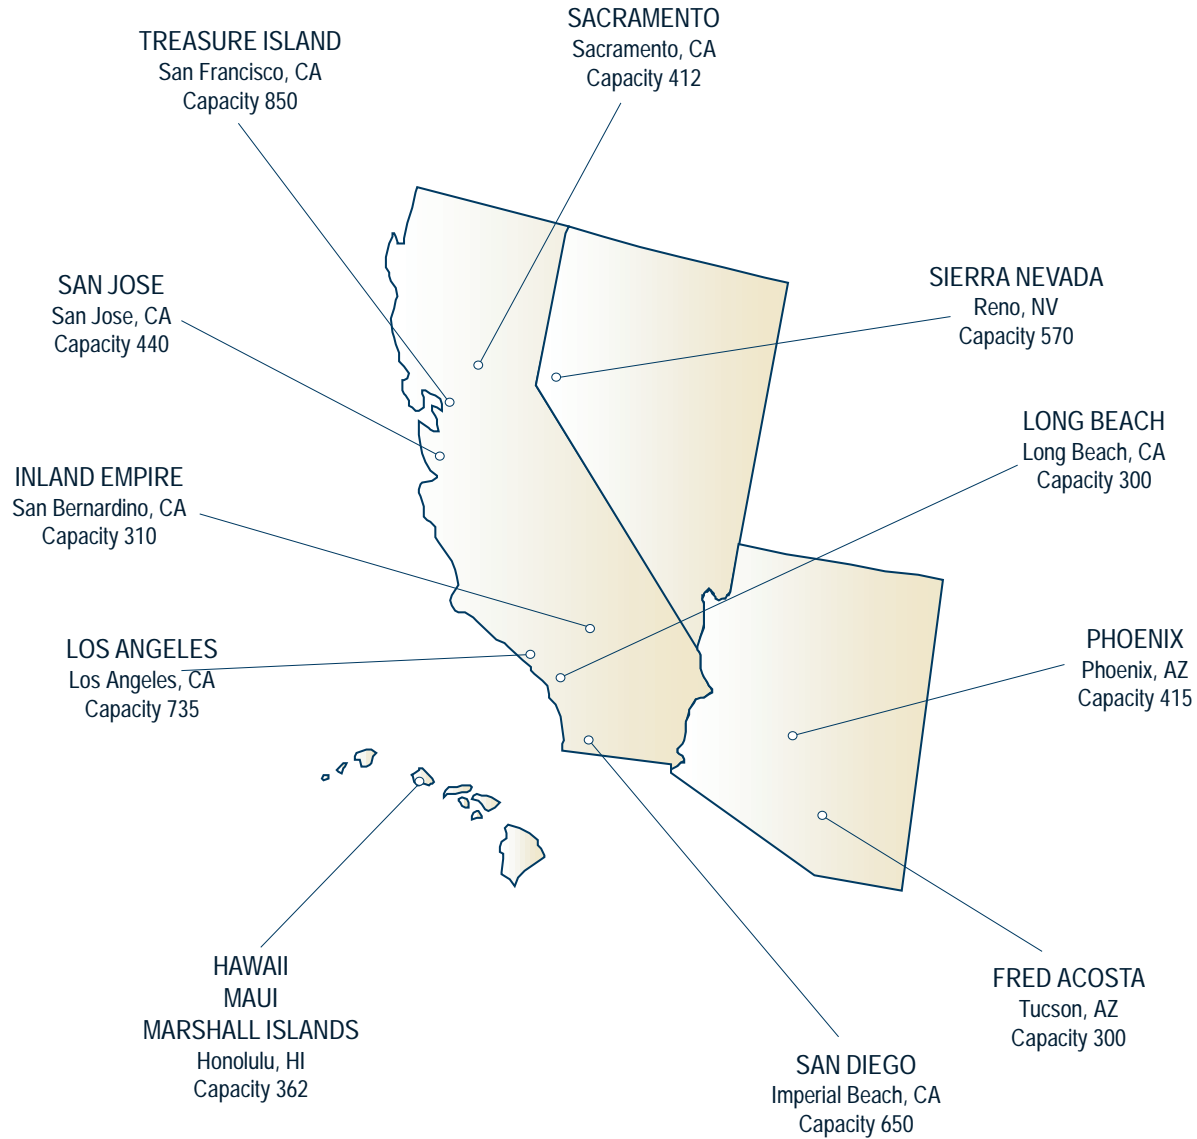 SACRAMENTO
Sacramento, CA
Capacity 412
TREASURE ISLAND
San Francisco, CA
Capacity 850
SAN JOSE
San Jose, CA
Capacity 440
SIERRA NEVADA
Reno, NV
Capacity 570
LONG BEACH
Long Beach, CA
Capacity 300
INLAND EMPIRE
San Bernardino, CA
Capacity 310
LOS ANGELES
Los Angeles, CA
Capacity 735
PHOENIX
Phoenix, AZ
Capacity 415
HAWAII
MAUI
MARSHALL ISLANDS
Honolulu, HI
Capacity 362
FRED ACOSTA
Tucson, AZ
Capacity 300
SAN DIEGO
Imperial Beach, CA
Capacity 650